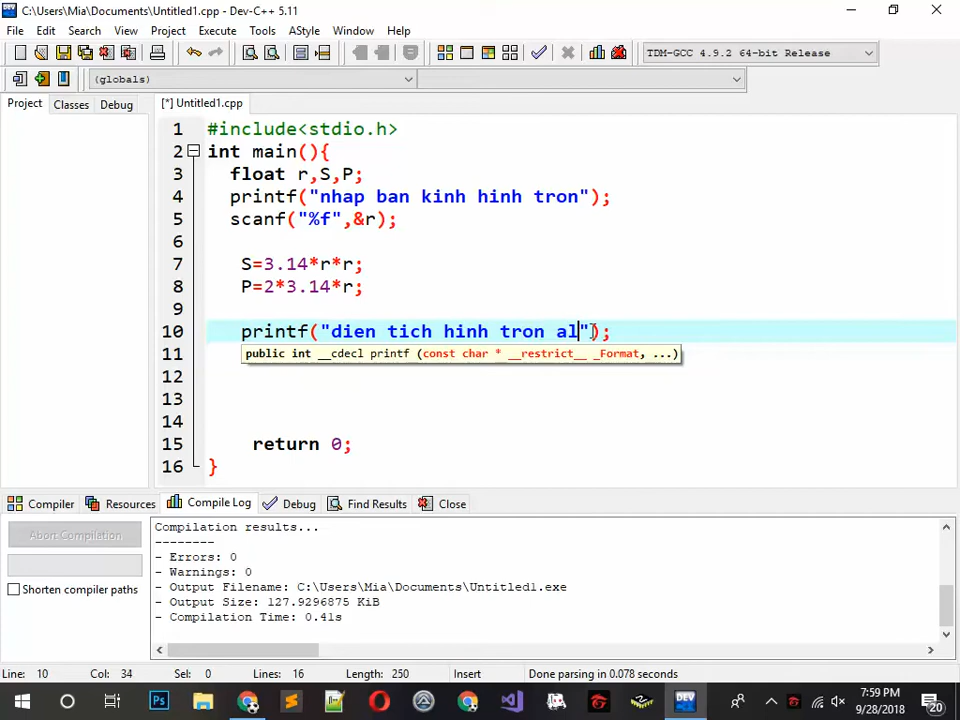 C:\Users\Mia\Documents\Untitled1.cpp - Dev-C++ 5.11
File Edit Search View Project Execute Tools AStyle Window Help
TDM-GCC 4.9.2 64-bit Release
(globals)
Project Classes Debug [*] Untitled1.cpp
1 #include<stdio.h>
2 int main(){
3 float r,S,P;
4 printf("nhap ban kinh hinh tron");
5 scanf("%f",&r);
6
7 S=3.14*r*r;
8 P=2*3.14*r;
9
10 printf("dien tich hinh tron al");
11 public int __cdecl printf (const char * __restrict__ _Format, ...)
12
13
14
15 return 0;
16 }
Compiler Resources Compile Log Debug Find Results Close
Abort Compilation
Shorten compiler paths
Compilation results...
--------
- Errors: 0
- Warnings: 0
- Output Filename: C:\Users\Mia\Documents\Untitled1.exe
- Output Size: 127.9296875 KiB
- Compilation Time: 0.41s
Line: 10 Col: 34 Sel: 0 Lines: 16 Length: 250 Insert Done parsing in 0.078 seconds
7:59 PM
9/28/2018
20